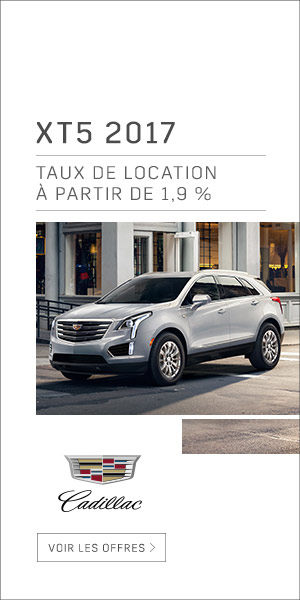 XT5 2017
TAUX DE LOCATION
À PARTIR DE 1,9 %
Cadillac
VOIR LES OFFRES >